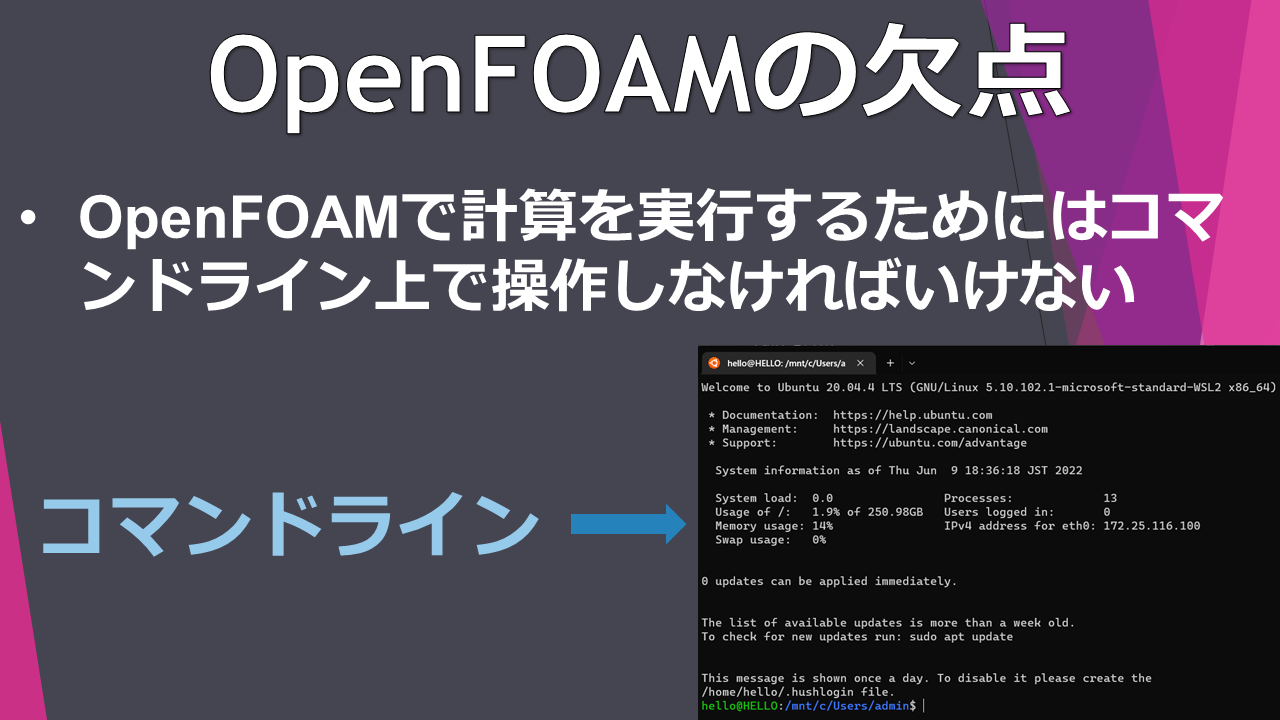 OpenFOAMの欠点
• OpenFOAMで計算を実行するためにはコマ
ンドライン上で操作しなければいけない
コマンドライン
hello@HELLO: /mnt/c/Users/a × +
Welcome to Ubuntu 20.04.4 LTS (GNU/Linux 5.10.102.1-microsoft-standard-WSL2 x86_64)
* Documentation: https://help.ubuntu.com
* Management: https://landscape.canonical.com
* Support: https://ubuntu.com/advantage
System information as of Thu Jun 9 18:36:18 JST 2022
System load: 0.0 Processes: 13
Usage of /: 1.9% of 250.98GB Users logged in: 0
Memory usage: 14% IPv4 address for eth0: 172.25.116.100
Swap usage: 0%
0 updates can be applied immediately.
The list of available updates is more than a week old.
To check for new updates run: sudo apt update
This message is shown once a day. To disable it please create the
/home/hello/.hushlogin file.
hello@HELLO:/mnt/c/Users/admin$